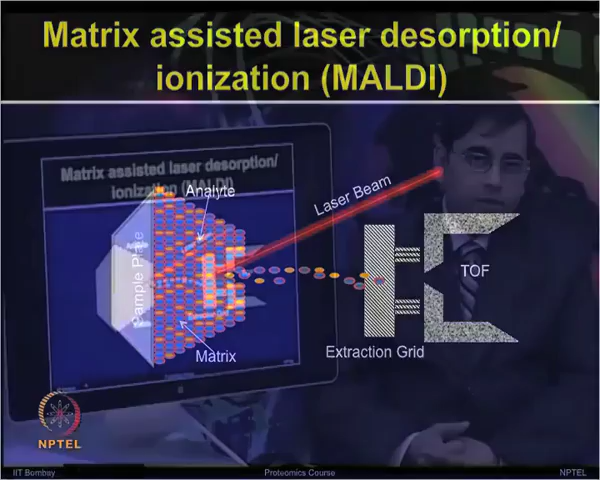 Matrix assisted laser desorption/
ionization (MALDI)
Matrix assisted laser desorption/
ionization (MALDI)
Analyte
Laser Beam
Sample Plate
TOF
Matrix
Extraction Grid
NPTEL
IIT Bombay
Proteomics Course
NPTEL